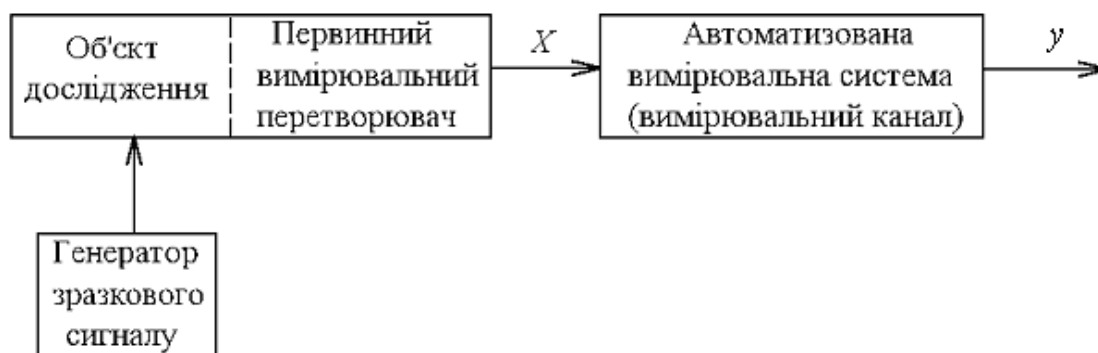 Об'єкт
дослідження
Первинний
вимірювальний
перетворювач
X
Автоматизована
вимірювальна система
(вимірювальний канал)
y
Генератор
зразкового
сигналу